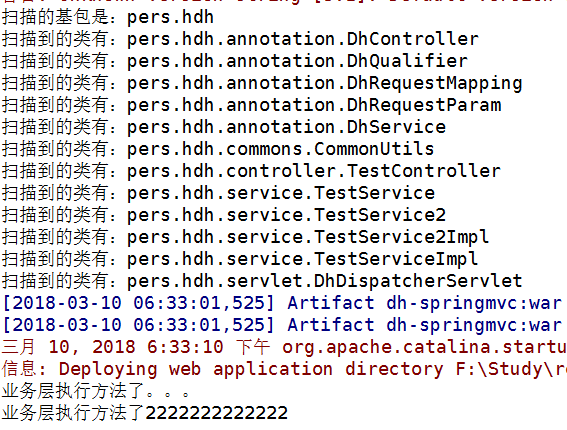 扫描的基包是：pers.hdh
扫描到的类有：pers.hdh.annotation.DhController
扫描到的类有：pers.hdh.annotation.DhQualifier
扫描到的类有：pers.hdh.annotation.DhRequestMapping
扫描到的类有：pers.hdh.annotation.DhRequestParam
扫描到的类有：pers.hdh.annotation.DhService
扫描到的类有：pers.hdh.commons.CommonUtils
扫描到的类有：pers.hdh.controller.TestController
扫描到的类有：pers.hdh.service.TestService
扫描到的类有：pers.hdh.service.TestService2
扫描到的类有：pers.hdh.service.TestService2Impl
扫描到的类有：pers.hdh.service.TestServiceImpl
扫描到的类有：pers.hdh.servlet.DhDispatcherServlet
[2018-03-10 06:33:01,525] Artifact dh-springmvc:war
[2018-03-10 06:33:01,525] Artifact dh-springmvc:war
三月 10, 2018 6:33:10 下午 org.apache.catalina.startu
信息: Deploying web application directory F:\Study\r
业务层执行方法了。。。
业务层执行方法了2222222222222